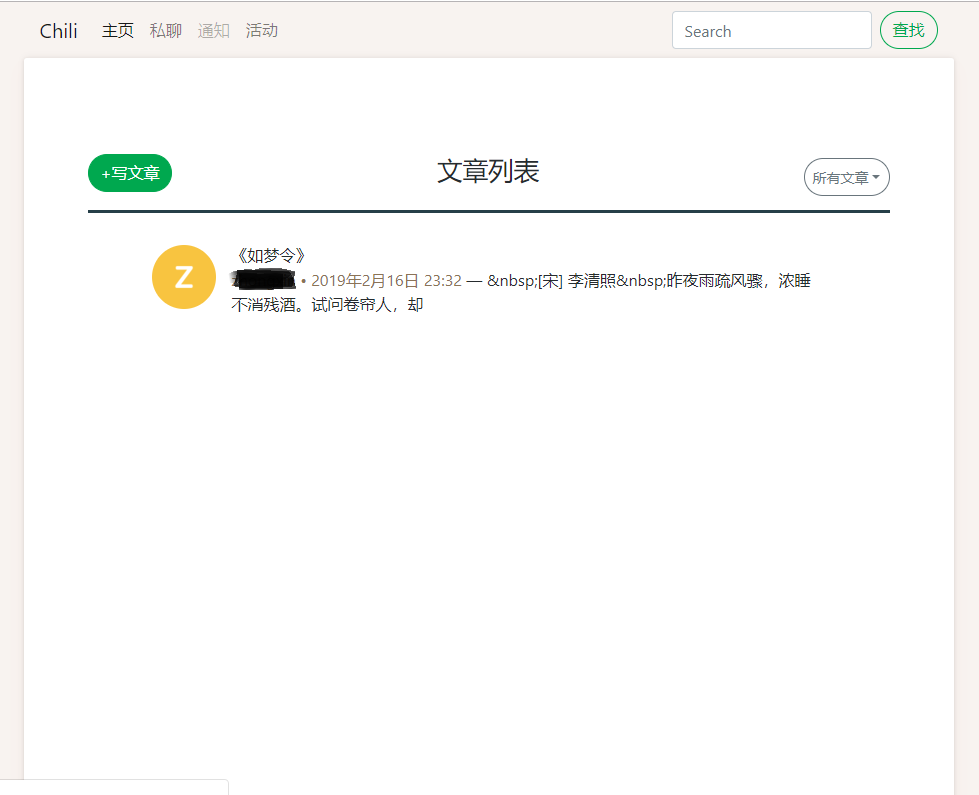 Chili 主页 私聊 通知 活动 Search 查找
+写文章 文章列表 所有文章
Z
《如梦令》
• 2019年2月16日 23:32 — &nbsp;[宋] 李清照&nbsp;昨夜雨疏风骤，浓睡
不消残酒。试问卷帘人，却